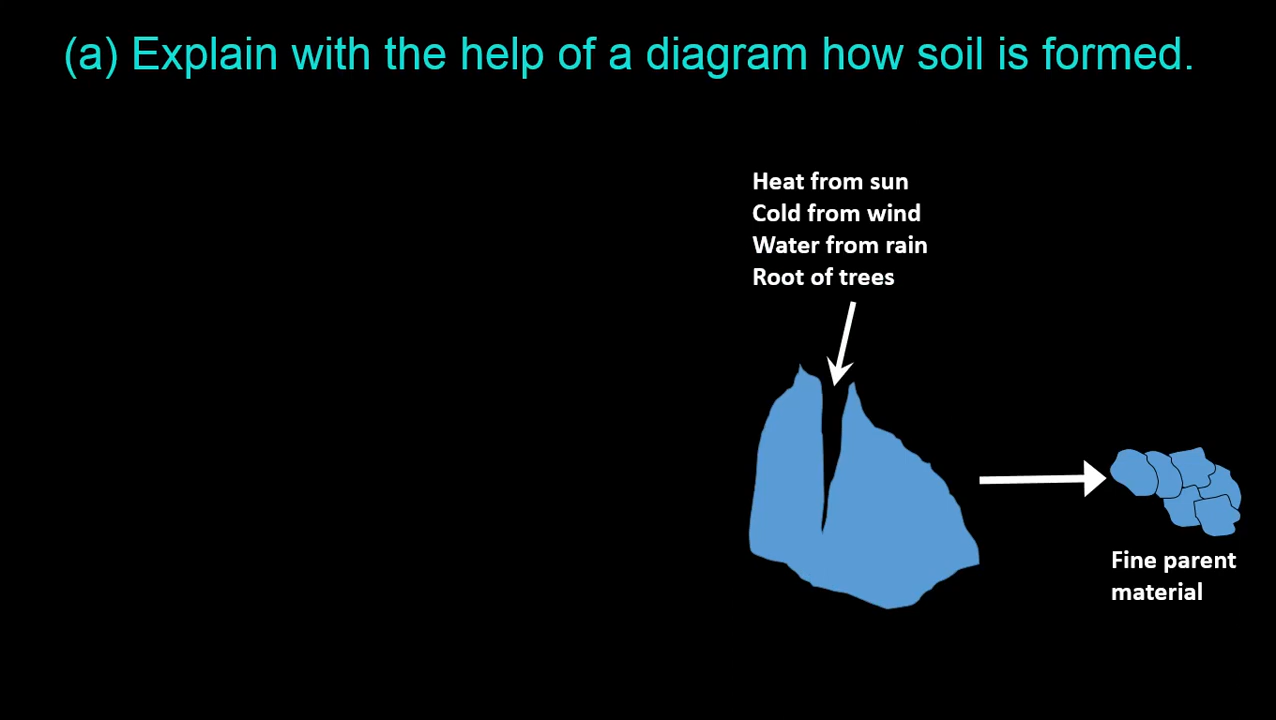 (a) Explain with the help of a diagram how soil is formed.
Heat from sun
Cold from wind
Water from rain
Root of trees
Fine parent
material